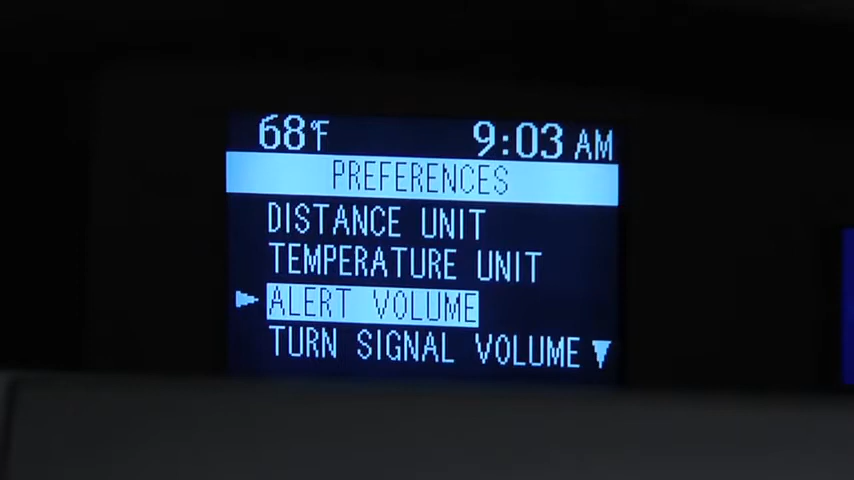 68°F 9:03 AM
PREFERENCES
DISTANCE UNIT
TEMPERATURE UNIT
ALERT VOLUME
TURN SIGNAL VOLUME